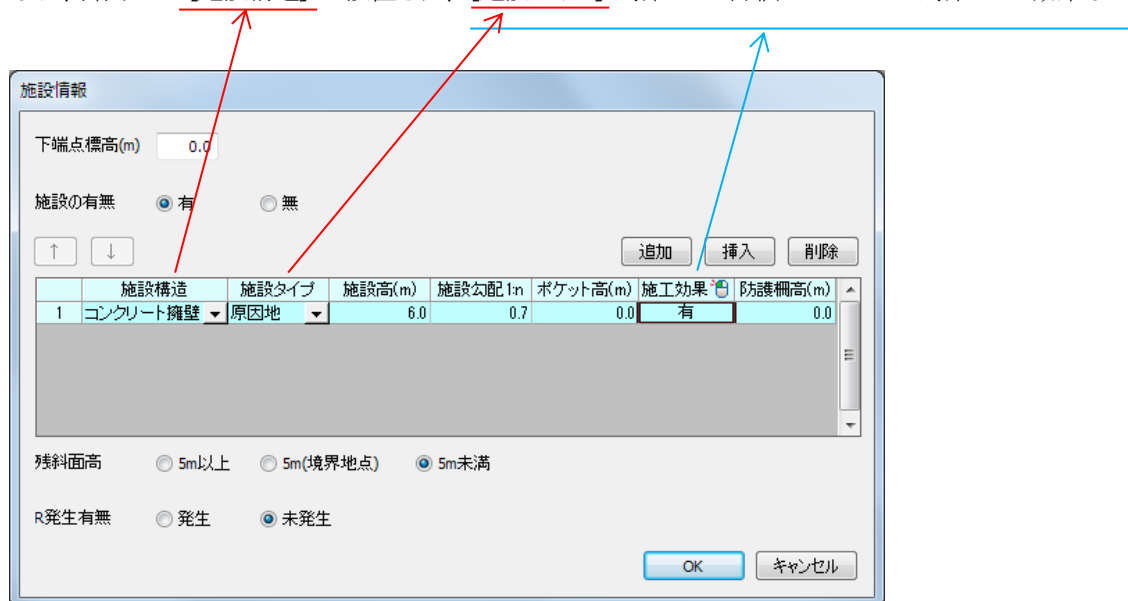 施設情報
下端点標高(m) 0.0
施設の有無 有 無
↑ ↓ 追加 挿入 削除
施設構造 施設タイプ 施設高(m) 施設勾配1:n ポケット高(m) 施工効果 防護柵高(m)
1 コンクリート擁壁 原因地 6.0 0.7 0.0 有 0.0
残斜面高 5m以上 5m(境界地点) 5m未満
R発生有無 発生 未発生
OK キャンセル